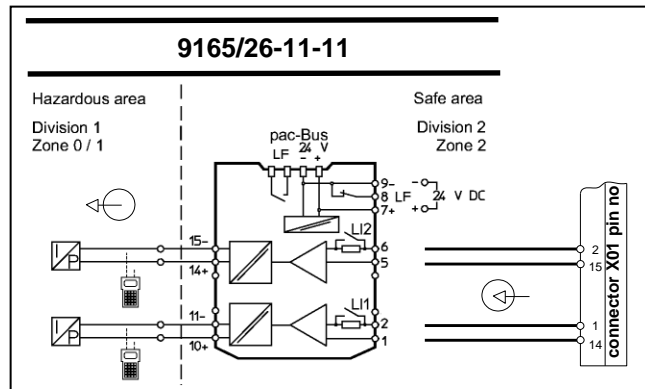 9165/26-11-11
Hazardous area
Safe area
Division 1
Zone 0 / 1
Division 2
Zone 2
pac-Bus
LF 24 V
- +
9-
8 LF
7+
-
+
24 V DC
I
P
15-
14+
LI2
6
5
2
15
I
P
11-
10+
LI1
2
1
1
14
connector X01 pin no